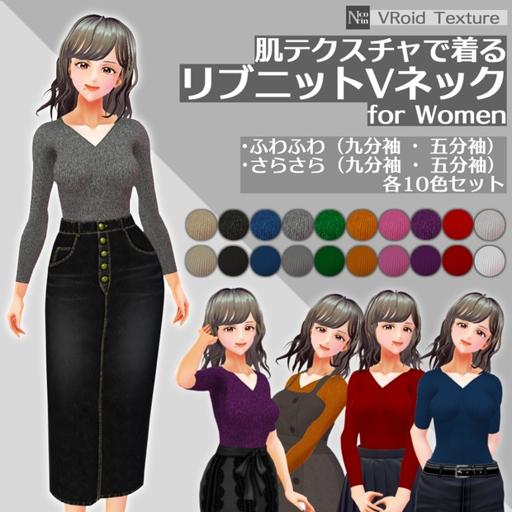 Nico
rin
VRoid Texture
肌テクスチャで着る
リブニットVネック
for Women
・ふわふわ（九分袖・五分袖）
・さらさら（九分袖・五分袖）
各10色セット